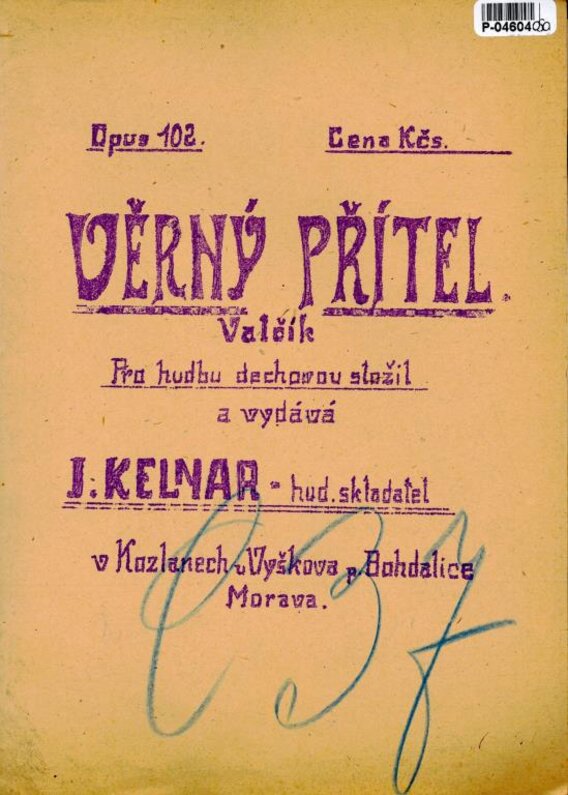 P-04604
Opus 102. Cena Kčs.
VĚRNÝ PŘÍTEL.
Valčík
Pro hudbu dechovou složil
a vydává
J. KELNAR - hud. skladatel
v Kozlanech u Vyškova p Bohdalice
Morava.